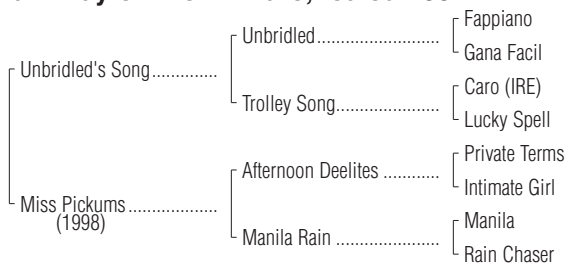 Fappiano
Unbridled..........................
Gana Facil
Unbridled's Song..............
Caro (IRE)
Trolley Song......................
Lucky Spell
Private Terms
Afternoon Deelites ............
Intimate Girl
Miss Pickums...................
(1998)
Manila
Manila Rain ......................
Rain Chaser